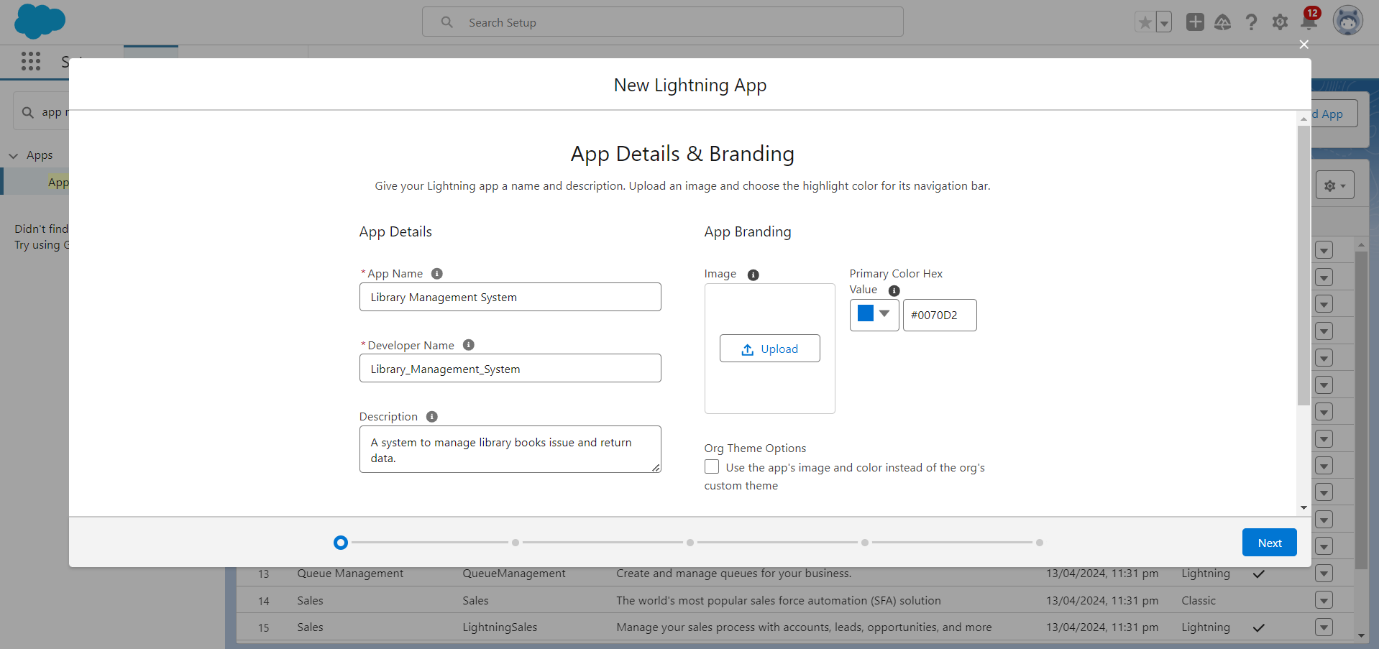 Search Setup
12
S
app
New Lightning App
d App
Apps
App
Didn't find
Try using G
App Details & Branding
Give your Lightning app a name and description. Upload an image and choose the highlight color for its navigation bar.
App Details
App Branding
*App Name
Library Management System
Image
Primary Color Hex
Value
#0070D2
Upload
*Developer Name
Library_Management_System
Description
A system to manage library books issue and return
data.
Org Theme Options
Use the app's image and color instead of the org's
custom theme
Next
13 Queue Management QueueManagement Create and manage queues for your business. 13/04/2024, 11:31 pm Lightning
14 Sales Sales The world's most popular sales force automation (SFA) solution 13/04/2024, 11:31 pm Classic
15 Sales LightningSales Manage your sales process with accounts, leads, opportunities, and more 13/04/2024, 11:31 pm Lightning